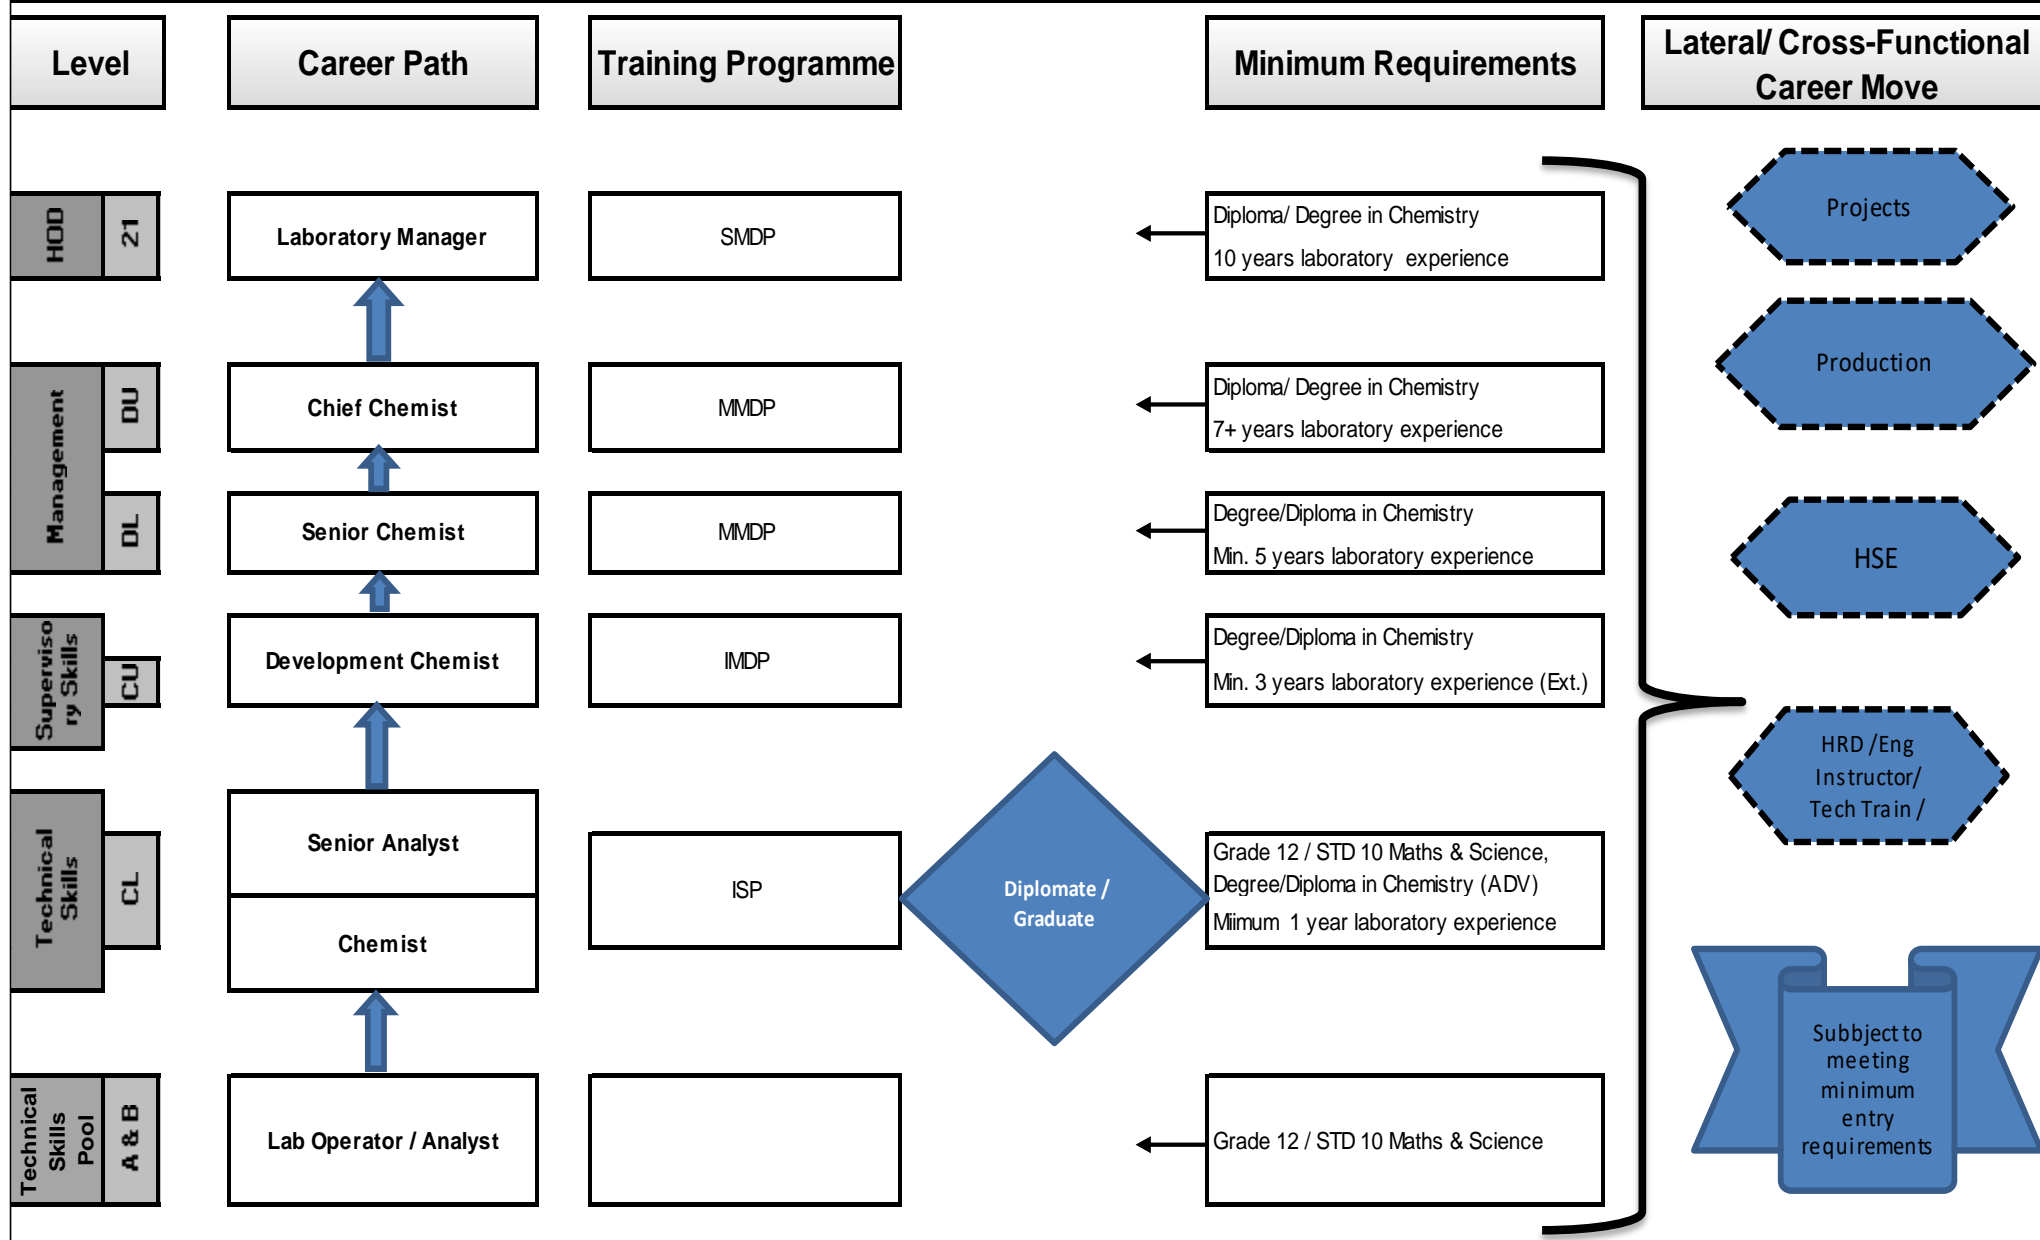 Level
Career Path
Training Programme
Minimum Requirements
Lateral/ Cross-Functional
Career Move
HOD
21
Laboratory Manager
SMDP
Diploma/ Degree in Chemistry
10 years laboratory experience
Projects
Management
DU
Chief Chemist
MMDP
Diploma/ Degree in Chemistry
7+ years laboratory experience
Production
DL
Senior Chemist
MMDP
Degree/Diploma in Chemistry
Min. 5 years laboratory experience
HSE
Superviso
ry Skills
CU
Development Chemist
IMDP
Degree/Diploma in Chemistry
Min. 3 years laboratory experience (Ext.)
HRD /Eng
Instructor/
Tech Train /
Technical
Skills
CL
Senior Analyst
Chemist
ISP
Diplomate /
Graduate
Grade 12 / STD 10 Maths & Science,
Degree/Diploma in Chemistry (ADV)
Miimum 1 year laboratory experience
Technical
Skills
Pool
A & B
Lab Operator / Analyst
Grade 12 / STD 10 Maths & Science
Subbject to
meeting
minimum
entry
requirements